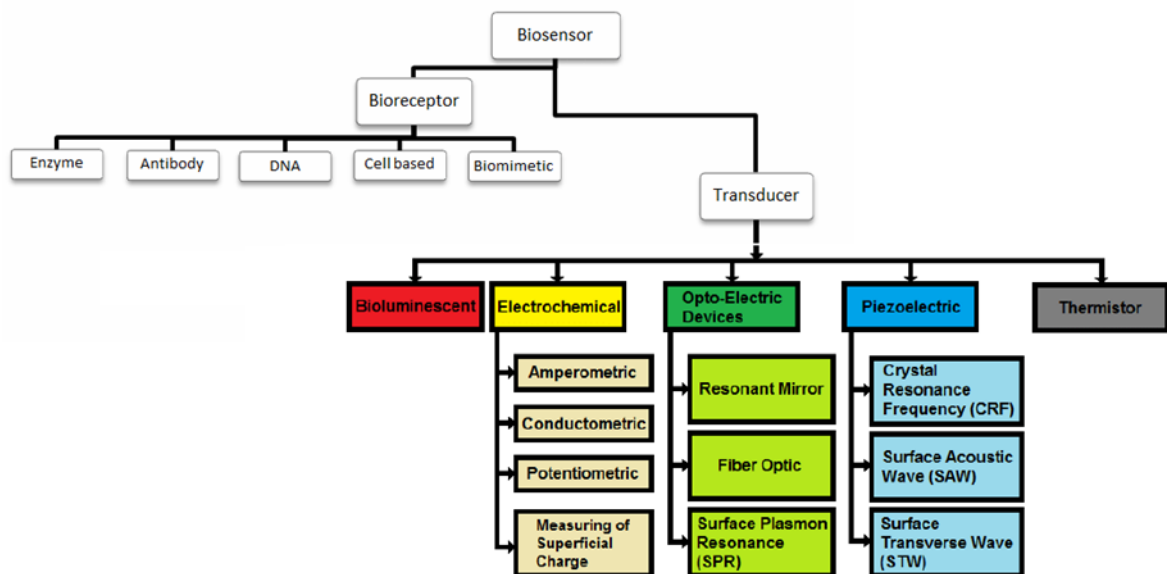 Biosensor
Bioreceptor
Enzyme
Antibody
DNA
Cell based
Biomimetic
Transducer
Bioluminescent
Electrochemical
Opto-Electric
Devices
Piezoelectric
Thermistor
Amperometric
Conductometric
Potentiometric
Measuring of
Superficial
Charge
Resonant Mirror
Fiber Optic
Surface Plasmon
Resonance
(SPR)
Crystal
Resonance
Frequency (CRF)
Surface Acoustic
Wave (SAW)
Surface
Transverse Wave
(STW)